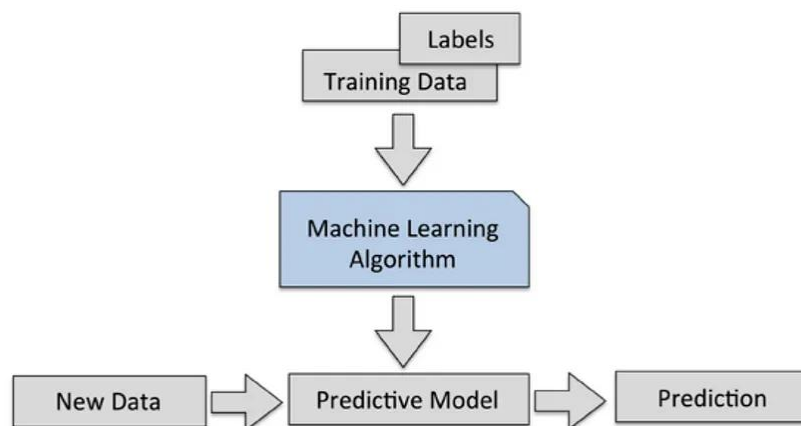 Labels
Training Data
Machine Learning
Algorithm
New Data
Predictive Model
Prediction